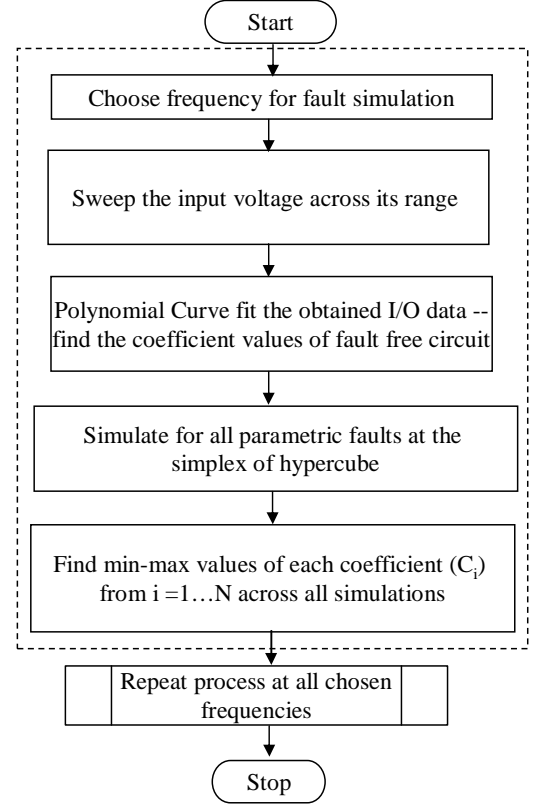 Start
Choose frequency for fault simulation
Sweep the input voltage across its range
Polynomial Curve fit the obtained I/O data --
find the coefficient values of fault free circuit
Simulate for all parametric faults at the
simplex of hypercube
Find min-max values of each coefficient (Ci)
from i =1…N across all simulations
Repeat process at all chosen
frequencies
Stop